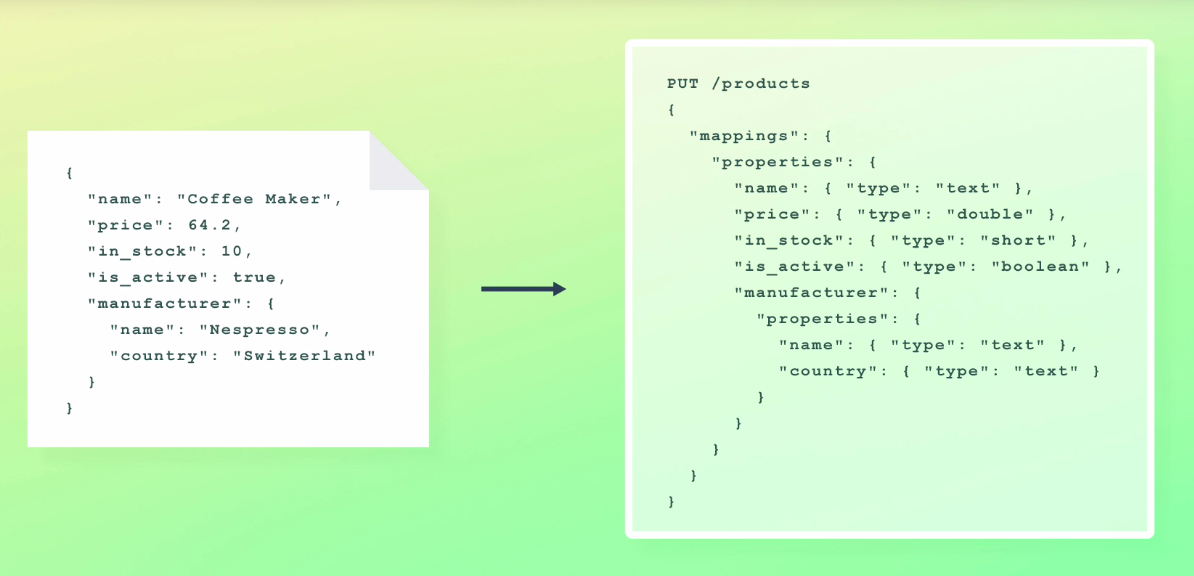 {
  "name": "Coffee Maker",
  "price": 64.2,
  "in_stock": 10,
  "is_active": true,
  "manufacturer": {
    "name": "Nespresso",
    "country": "Switzerland"
  }
}
PUT /products
{
  "mappings": {
    "properties": {
      "name": { "type": "text" },
      "price": { "type": "double" },
      "in_stock": { "type": "short" },
      "is_active": { "type": "boolean" },
      "manufacturer": {
        "properties": {
          "name": { "type": "text" },
          "country": { "type": "text" }
        }
      }
    }
  }
}